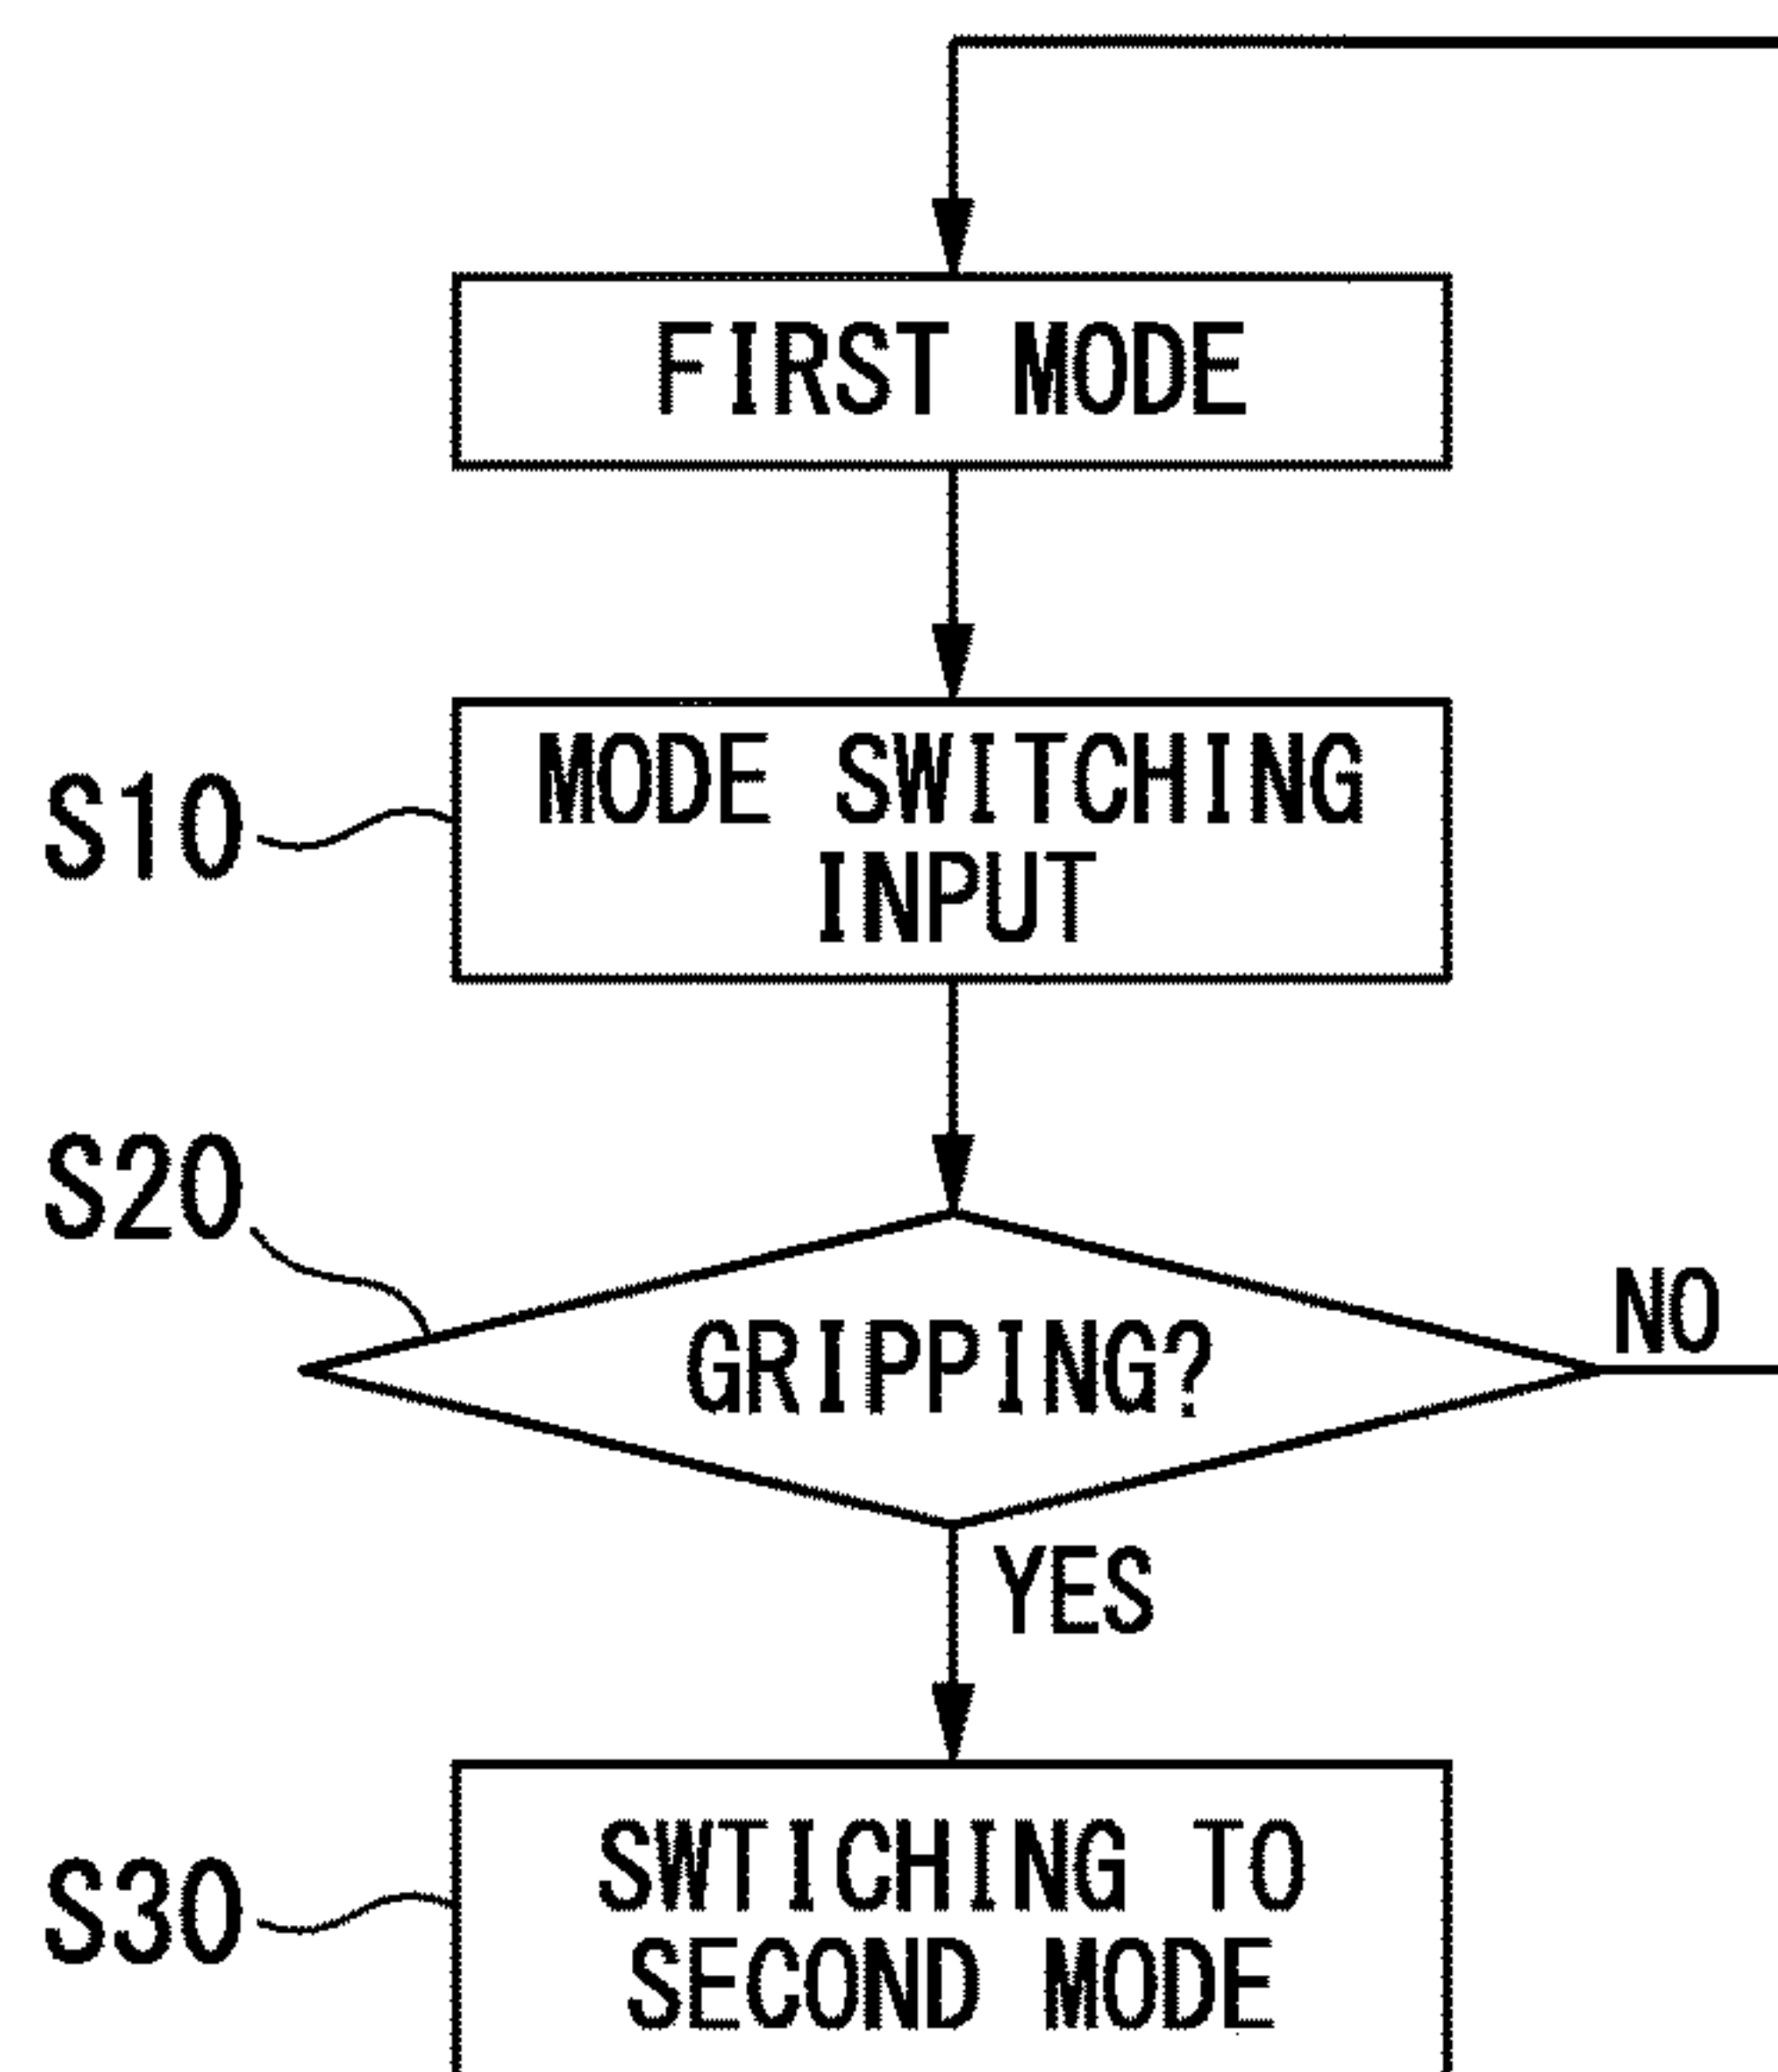 FIRST MODE
S10
MODE SWITCHING
INPUT
S20
GRIPPING?
NO
YES
S30
SWTICHING TO
SECOND MODE